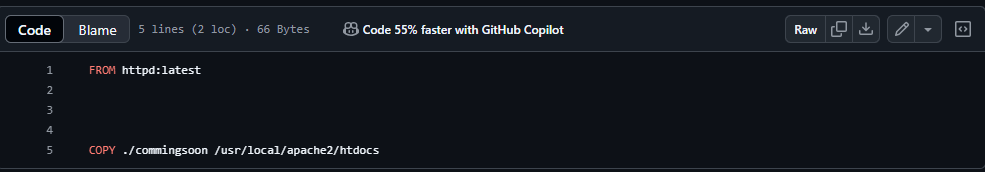 Code Blame 5 lines (2 loc) · 66 Bytes Code 55% faster with GitHub Copilot Raw
1 FROM httpd:latest
2
3
4
5 COPY ./commingsoon /usr/local/apache2/htdocs